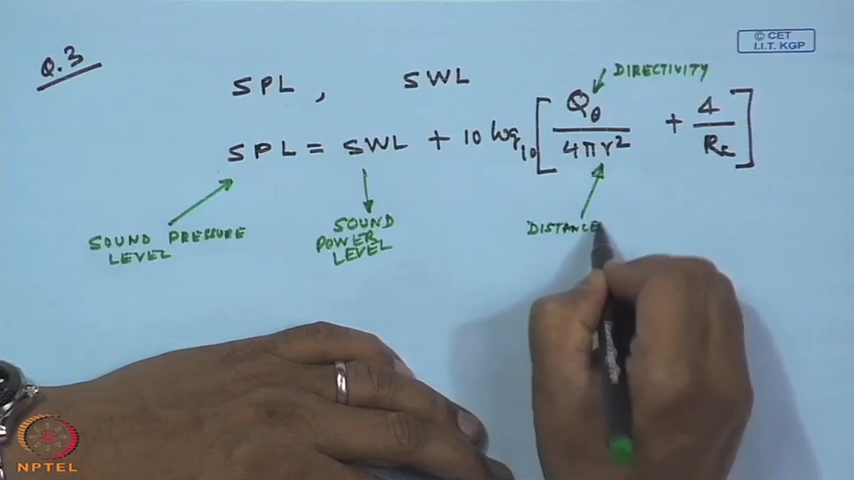 © CET
I.I.T. KGP
Q.3
SPL, SWL
DIRECTIVITY
SPL = SWL + 10 log10 [ Qθ / 4πr² + 4 / Rc ]
SOUND PRESSURE
LEVEL
SOUND
POWER
LEVEL
DISTANCE
NPTEL